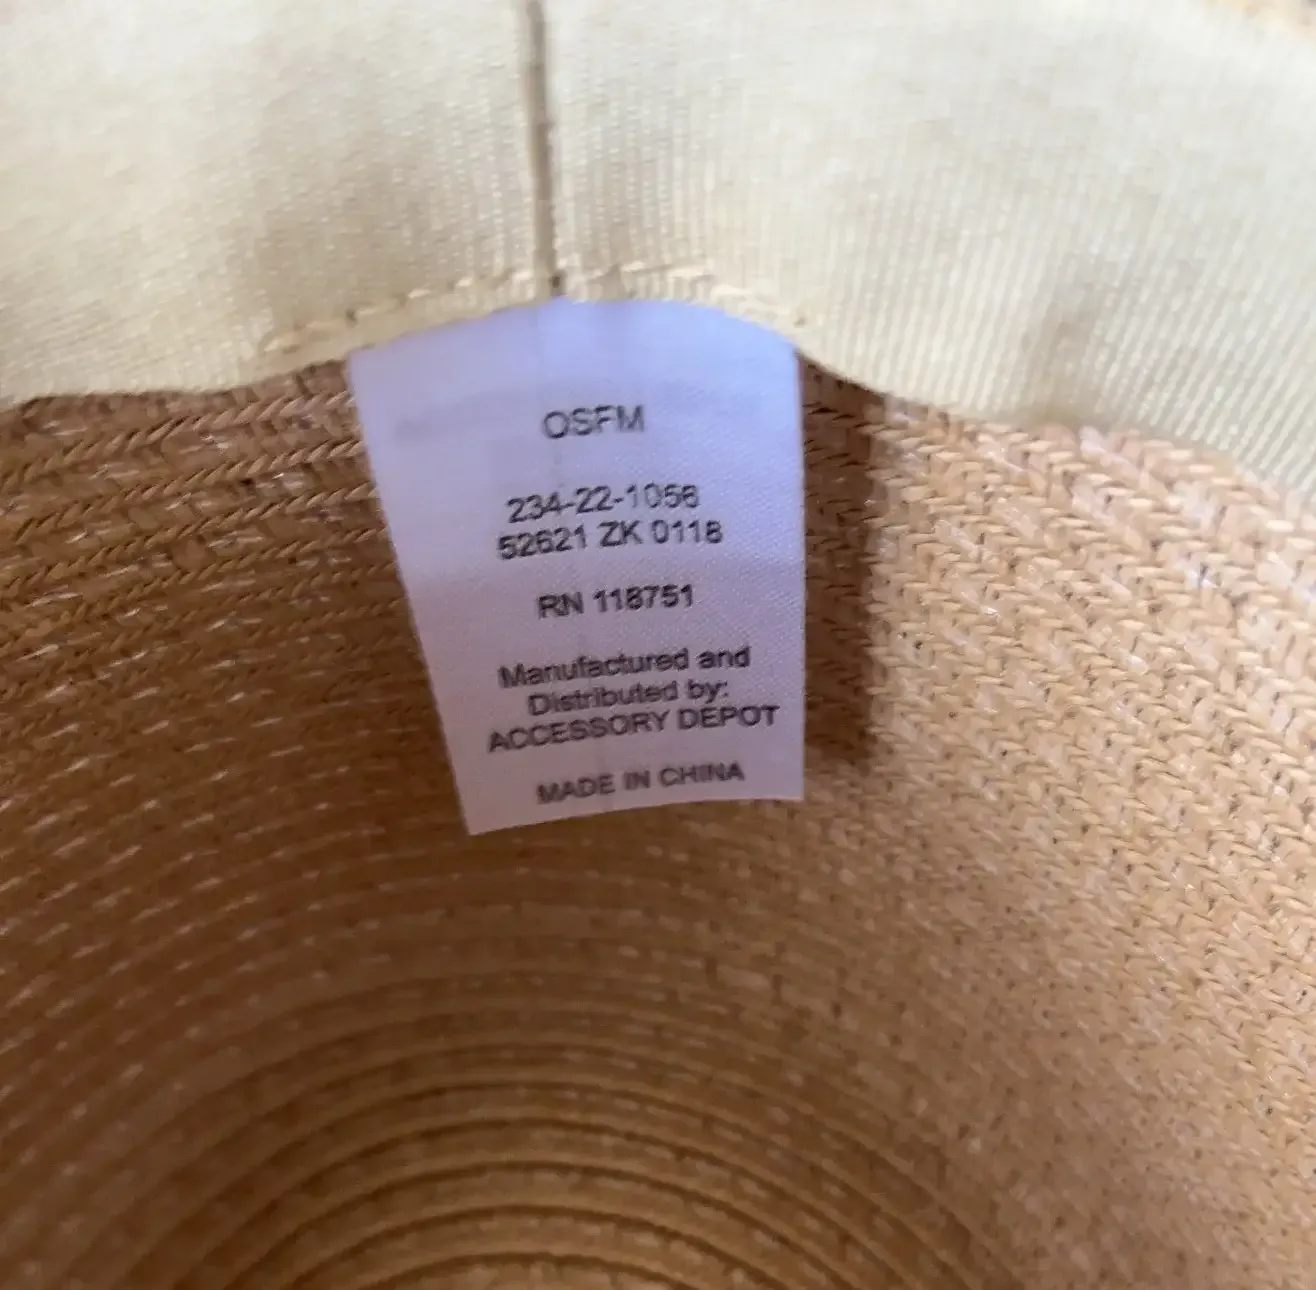 OSFM
234-22-1056
52621 ZK 0118
RN 118751
Manufactured and
Distributed by:
ACCESSORY DEPOT
MADE IN CHINA